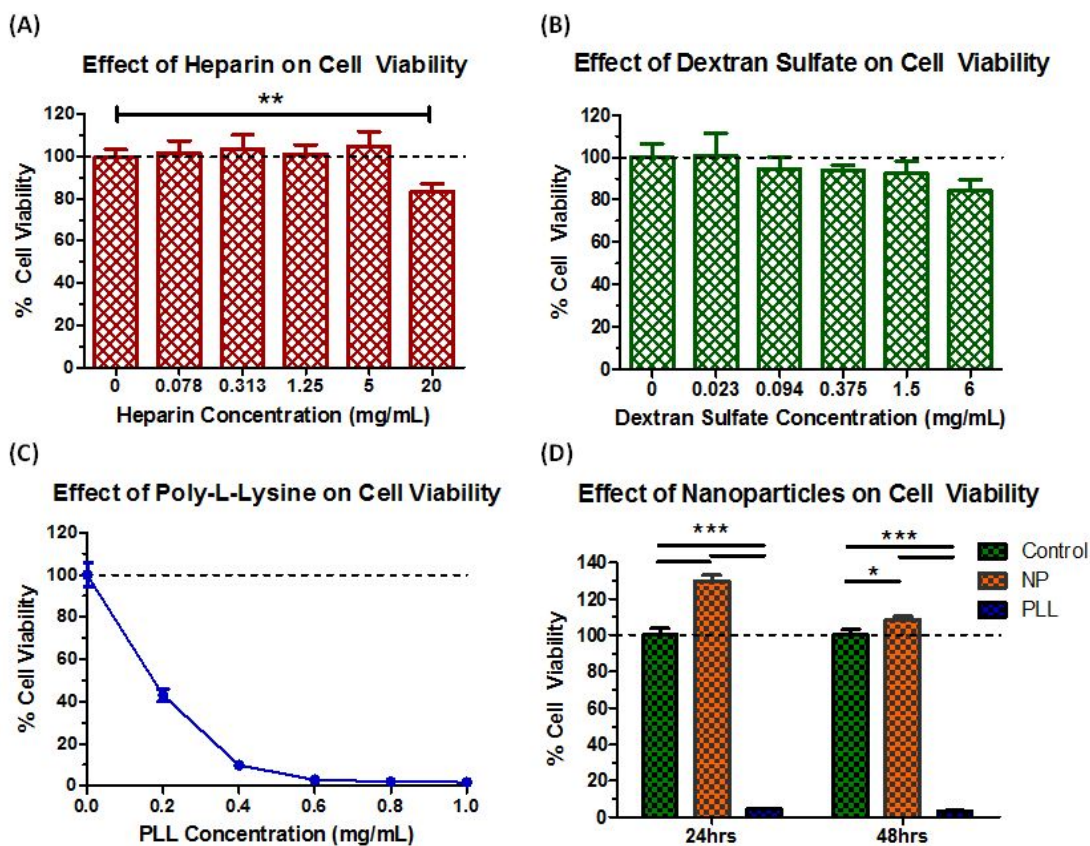 (A)
Effect of Heparin on Cell Viability
**
120
100
80
60
40
20
0
% Cell Viability
0 0.078 0.313 1.25 5 20
Heparin Concentration (mg/mL)
(B)
Effect of Dextran Sulfate on Cell Viability
120
100
80
60
40
20
0
% Cell Viability
0 0.023 0.094 0.375 1.5 6
Dextran Sulfate Concentration (mg/mL)
(C)
Effect of Poly-L-Lysine on Cell Viability
120
100
80
60
40
20
0
% Cell Viability
0.0 0.2 0.4 0.6 0.8 1.0
PLL Concentration (mg/mL)
(D)
Effect of Nanoparticles on Cell Viability
*** ***
*
Control
NP
PLL
140
120
100
80
60
40
20
0
% Cell Viability
24hrs 48hrs